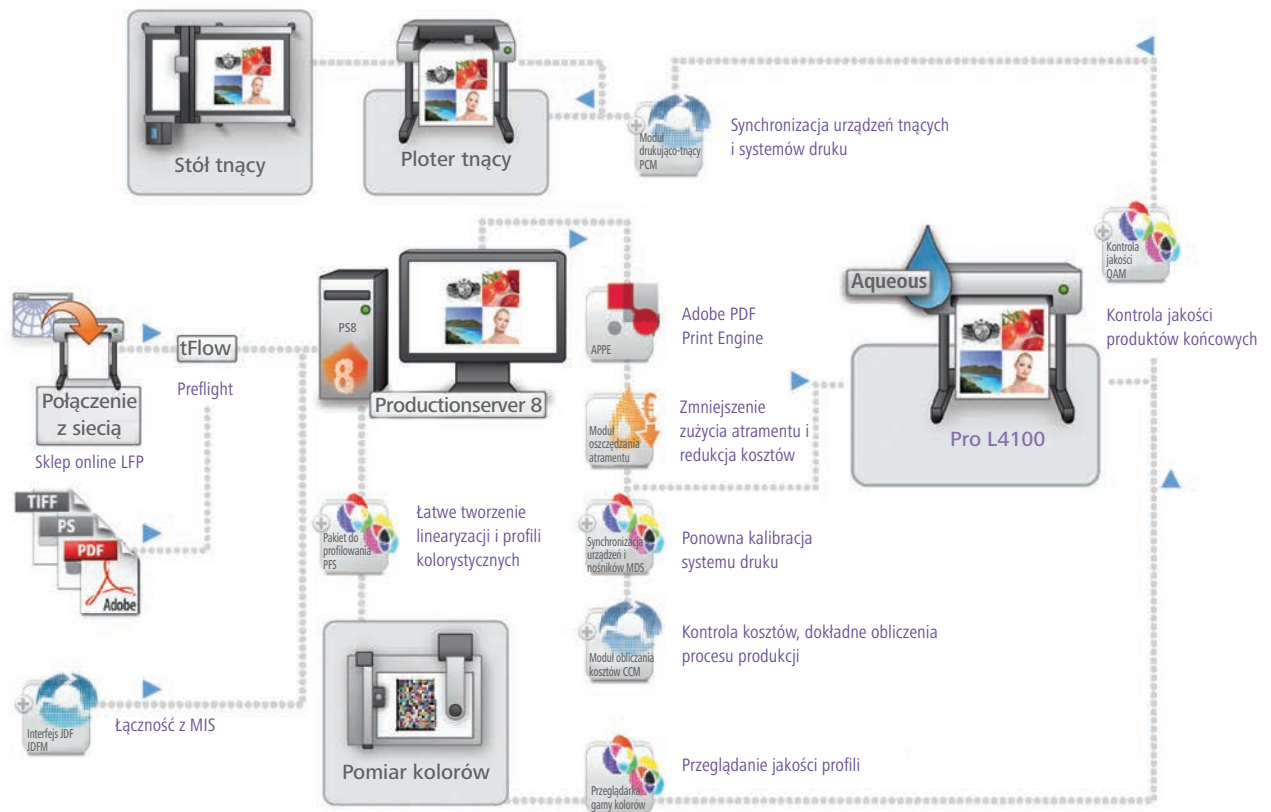 Stół tnący
Ploter tnący
Moduł
drukująco-tnący
PCM
Synchronizacja urządzeń tnących
i systemów druku
Kontrola
jakości
QAM
Kontrola jakości
produktów końcowych
Połączenie
z siecią
Sklep online LFP
tFlow
Preflight
TIFF
PS
PDF
Adobe
Interfejs JDF
JDFM
Łączność z MIS
PS8
8
Productionserver 8
APPE
Adobe PDF
Print Engine
Moduł
oszczędzania
atramentu
Zmniejszenie
zużycia atramentu i
redukcja kosztów
Aqueous
Pro L4100
Pakiet do
profilowania
PFS
Łatwe tworzenie
linearyzacji i profili
kolorystycznych
Synchronizacja
urządzeń i
nośników MDS
Ponowna kalibracja
systemu druku
Moduł obliczania
kosztów CCM
Kontrola kosztów, dokładne obliczenia
procesu produkcji
Pomiar kolorów
Przeglądarka
gamy kolorów
Przeglądanie jakości profili